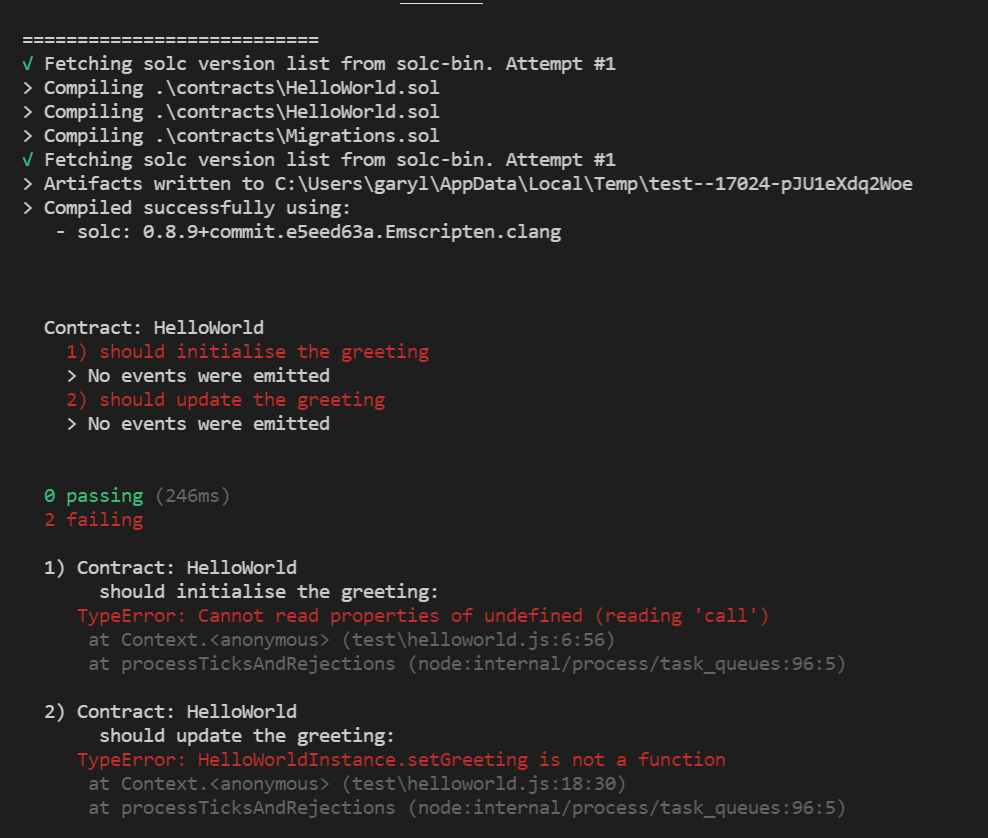 ===========================
√ Fetching solc version list from solc-bin. Attempt #1
> Compiling .\contracts\HelloWorld.sol
> Compiling .\contracts\HelloWorld.sol
> Compiling .\contracts\Migrations.sol
√ Fetching solc version list from solc-bin. Attempt #1
> Artifacts written to C:\Users\garyl\AppData\Local\Temp\test--17024-pJU1eXdq2Woe
> Compiled successfully using:
   - solc: 0.8.9+commit.e5eed63a.Emscripten.clang
  Contract: HelloWorld
    1) should initialise the greeting
    > No events were emitted
    2) should update the greeting
    > No events were emitted
  0 passing (246ms)
  2 failing
  1) Contract: HelloWorld
       should initialise the greeting:
     TypeError: Cannot read properties of undefined (reading 'call')
      at Context.<anonymous> (test\helloworld.js:6:56)
      at processTicksAndRejections (node:internal/process/task_queues:96:5)
  2) Contract: HelloWorld
       should update the greeting:
     TypeError: HelloWorldInstance.setGreeting is not a function
      at Context.<anonymous> (test\helloworld.js:18:30)
      at processTicksAndRejections (node:internal/process/task_queues:96:5)